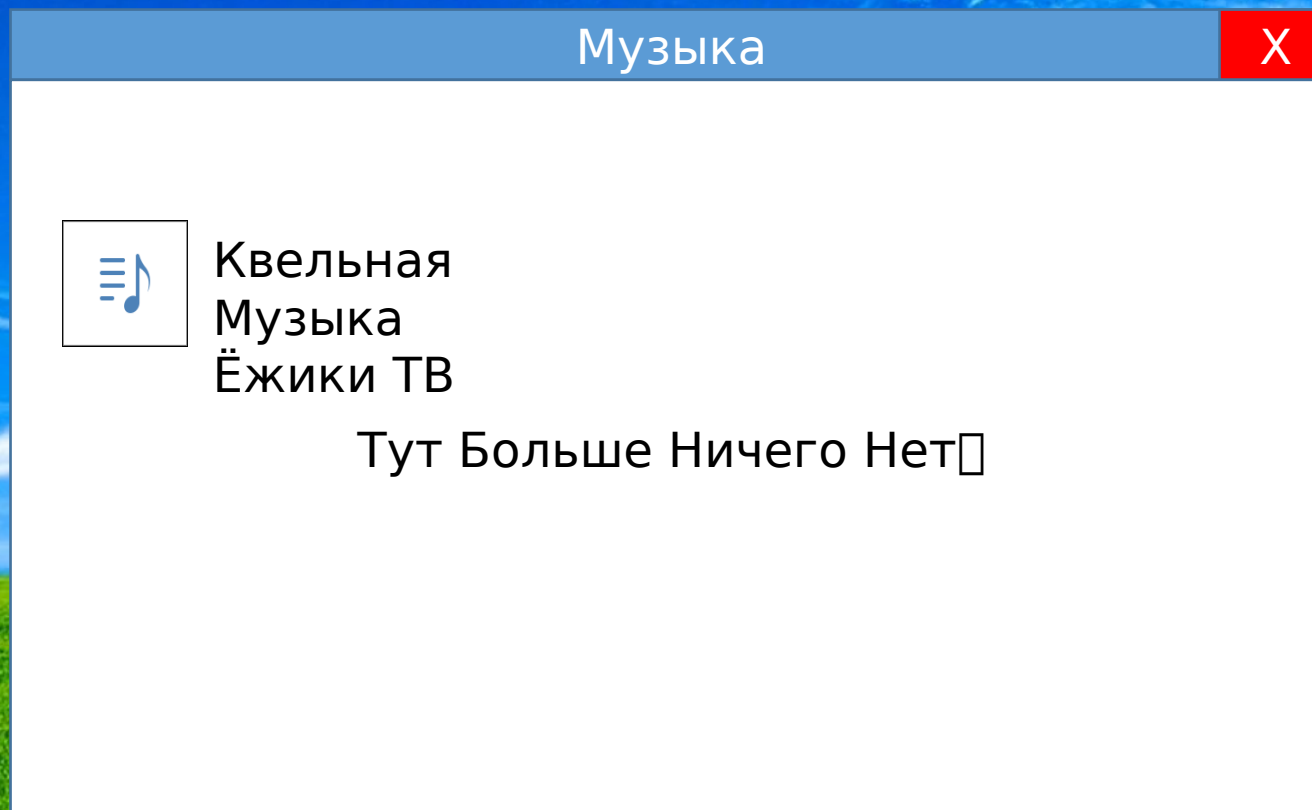 Музыка
X
Квельная
Музыка
Ёжики ТВ
Тут Больше Ничего Нет